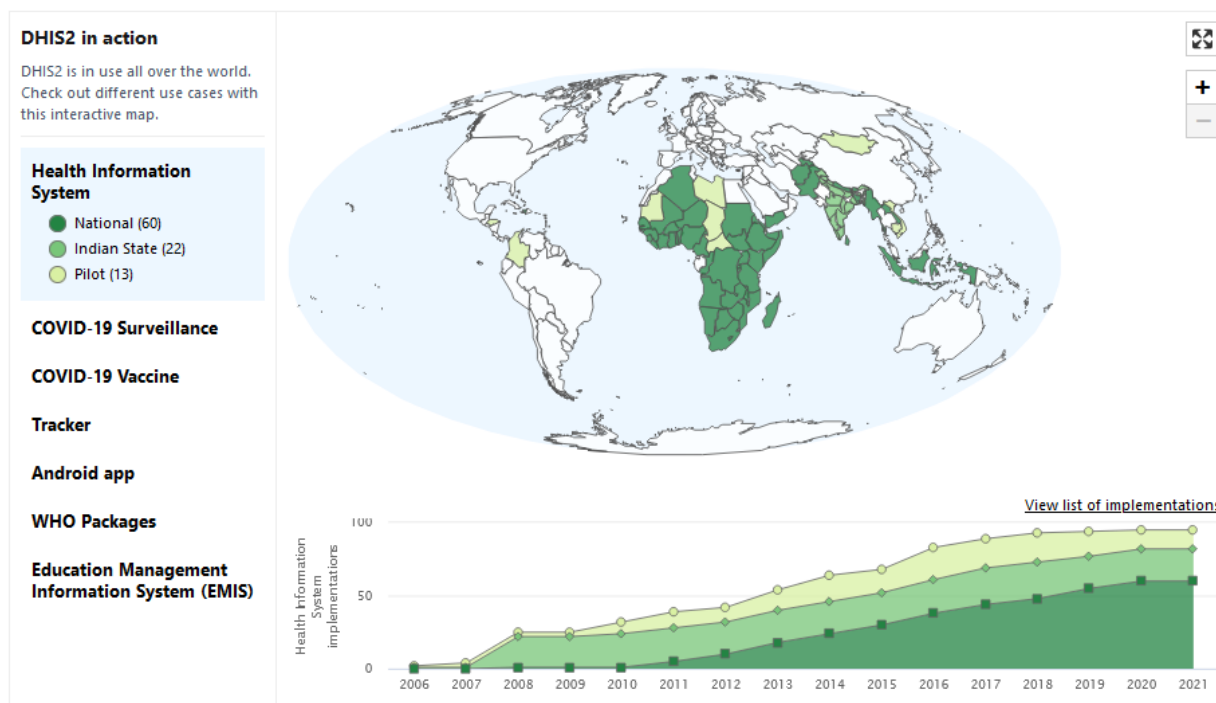 DHIS2 in action
DHIS2 is in use all over the world.
Check out different use cases with
this interactive map.
Health Information
System
National (60)
Indian State (22)
Pilot (13)
COVID-19 Surveillance
COVID-19 Vaccine
Tracker
Android app
WHO Packages
Education Management
Information System (EMIS)
+
−
View list of implementations
Health Information
System
implementations
100
50
0
2006 2007 2008 2009 2010 2011 2012 2013 2014 2015 2016 2017 2018 2019 2020 2021